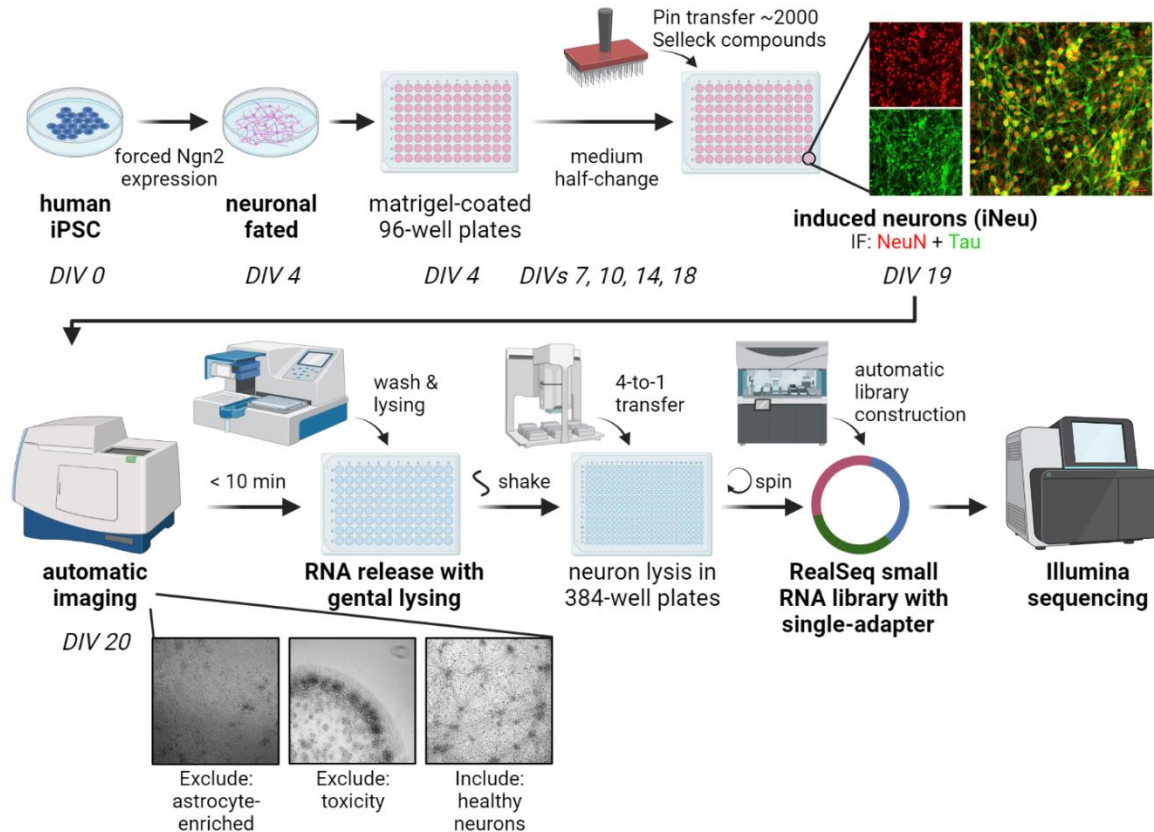 Pin transfer ~2000
Selleck compounds
forced Ngn2
expression
medium
half-change
human
iPSC
neuronal
fated
matrigel-coated
96-well plates
induced neurons (iNeu)
IF: NeuN + Tau
DIV 0
DIV 4
DIV 4
DIVs 7, 10, 14, 18
DIV 19
wash &
lysing
4-to-1
transfer
automatic
library
construction
< 10 min
shake
spin
automatic
imaging
RNA release with
gental lysing
neuron lysis in
384-well plates
RealSeq small
RNA library with
single-adapter
Illumina
sequencing
DIV 20
Exclude:
astrocyte-
enriched
Exclude:
toxicity
Include:
healthy
neurons